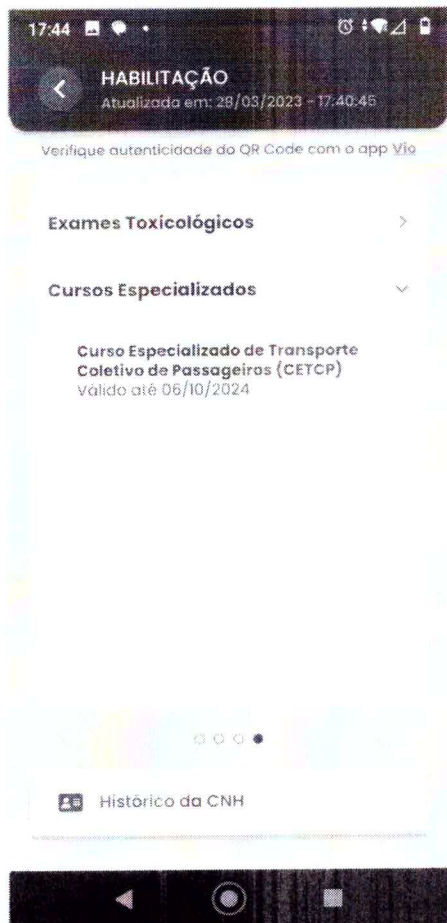 17:44
HABILITAÇÃO
Atualizada em: 28/03/2023 - 17:40:45
Verifique autenticidade do QR Code com o app Vio
Exames Toxicológicos
Cursos Especializados
Curso Especializado de Transporte
Coletivo de Passageiros (CETCP)
Válido até 06/10/2024
Histórico da CNH